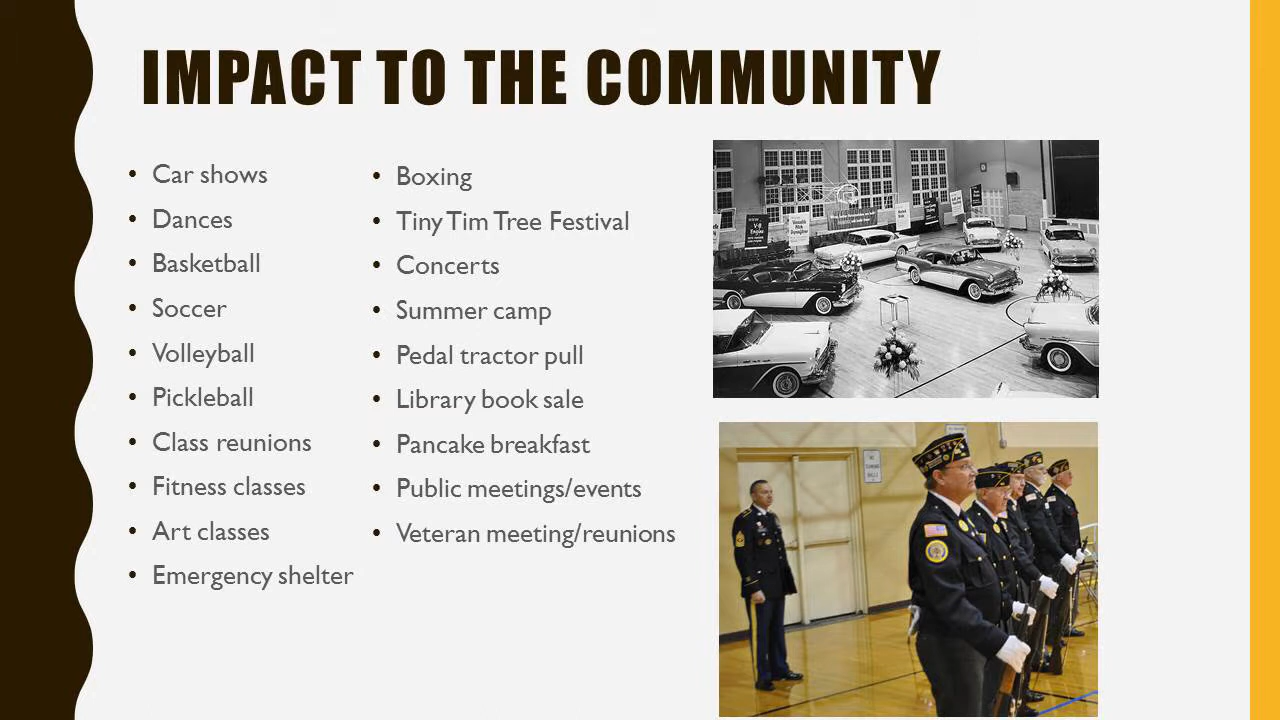 IMPACT TO THE COMMUNITY
• Car shows
• Dances
• Basketball
• Soccer
• Volleyball
• Pickleball
• Class reunions
• Fitness classes
• Art classes
• Emergency shelter
• Boxing
• Tiny Tim Tree Festival
• Concerts
• Summer camp
• Pedal tractor pull
• Library book sale
• Pancake breakfast
• Public meetings/events
• Veteran meeting/reunions